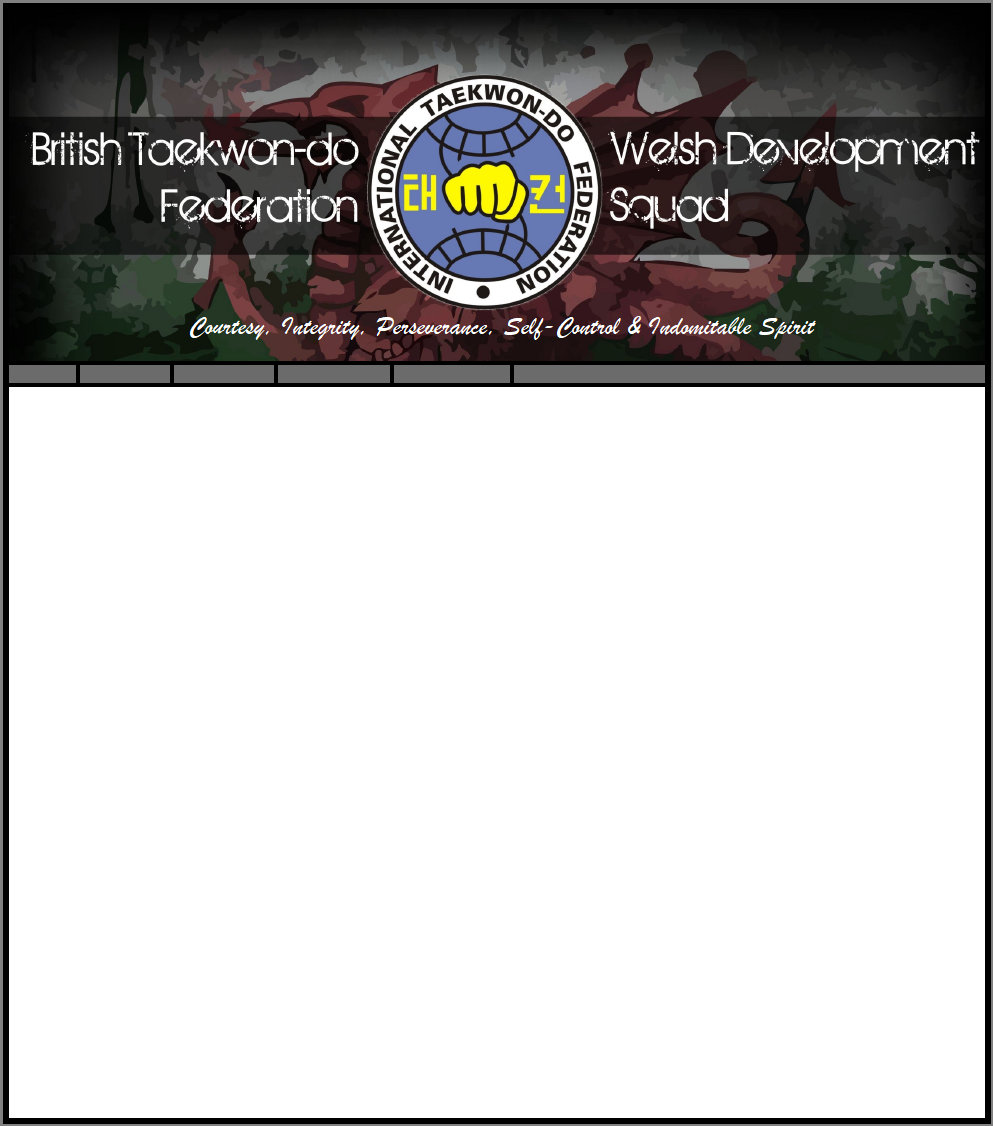 British Taekwon-do
Federation
INTERNATIONAL TAEKWON-DO FEDERATION
태 권
Welsh Development
Squad
Courtesy, Integrity, Perseverance, Self-Control & Indomitable Spirit